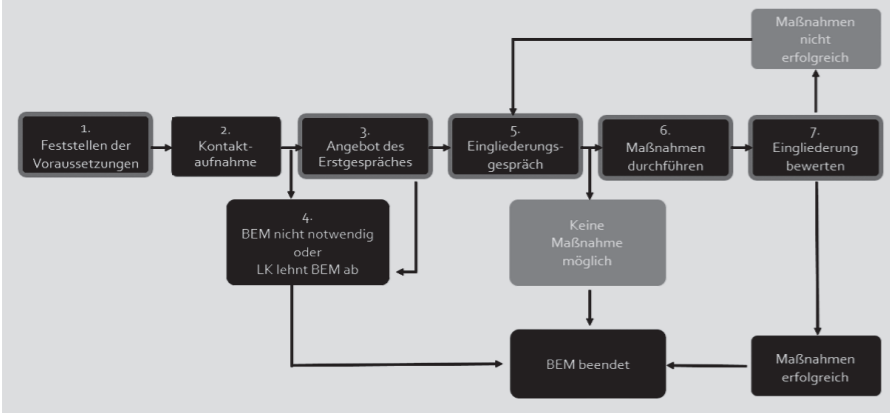 Maßnahmen
nicht
erfolgreich
1.
Feststellen der
Voraussetzungen
2.
Kontakt-
aufnahme
3.
Angebot des
Erstgespräches
5.
Eingliederungs-
gespräch
6.
Maßnahmen
durchführen
7.
Eingliederung
bewerten
4.
BEM nicht notwendig
oder
LK lehnt BEM ab
Keine
Maßnahme
möglich
BEM beendet
Maßnahmen
erfolgreich